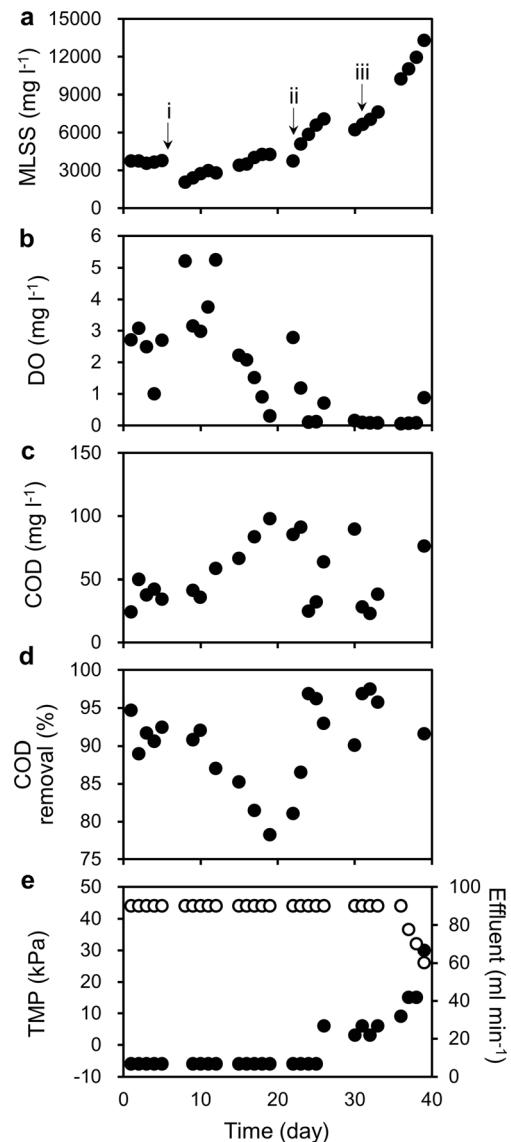 a
15000
12000
9000
6000
3000
0
MLSS (mg l-1)
i
ii
iii
b
6
5
4
3
2
1
0
DO (mg l-1)
c
150
100
50
0
COD (mg l-1)
d
100
95
90
85
80
75
COD
removal (%)
e
50
40
30
20
10
0
-10
TMP (kPa)
100
80
60
40
20
0
Effluent (ml min-1)
0 10 20 30 40
Time (day)